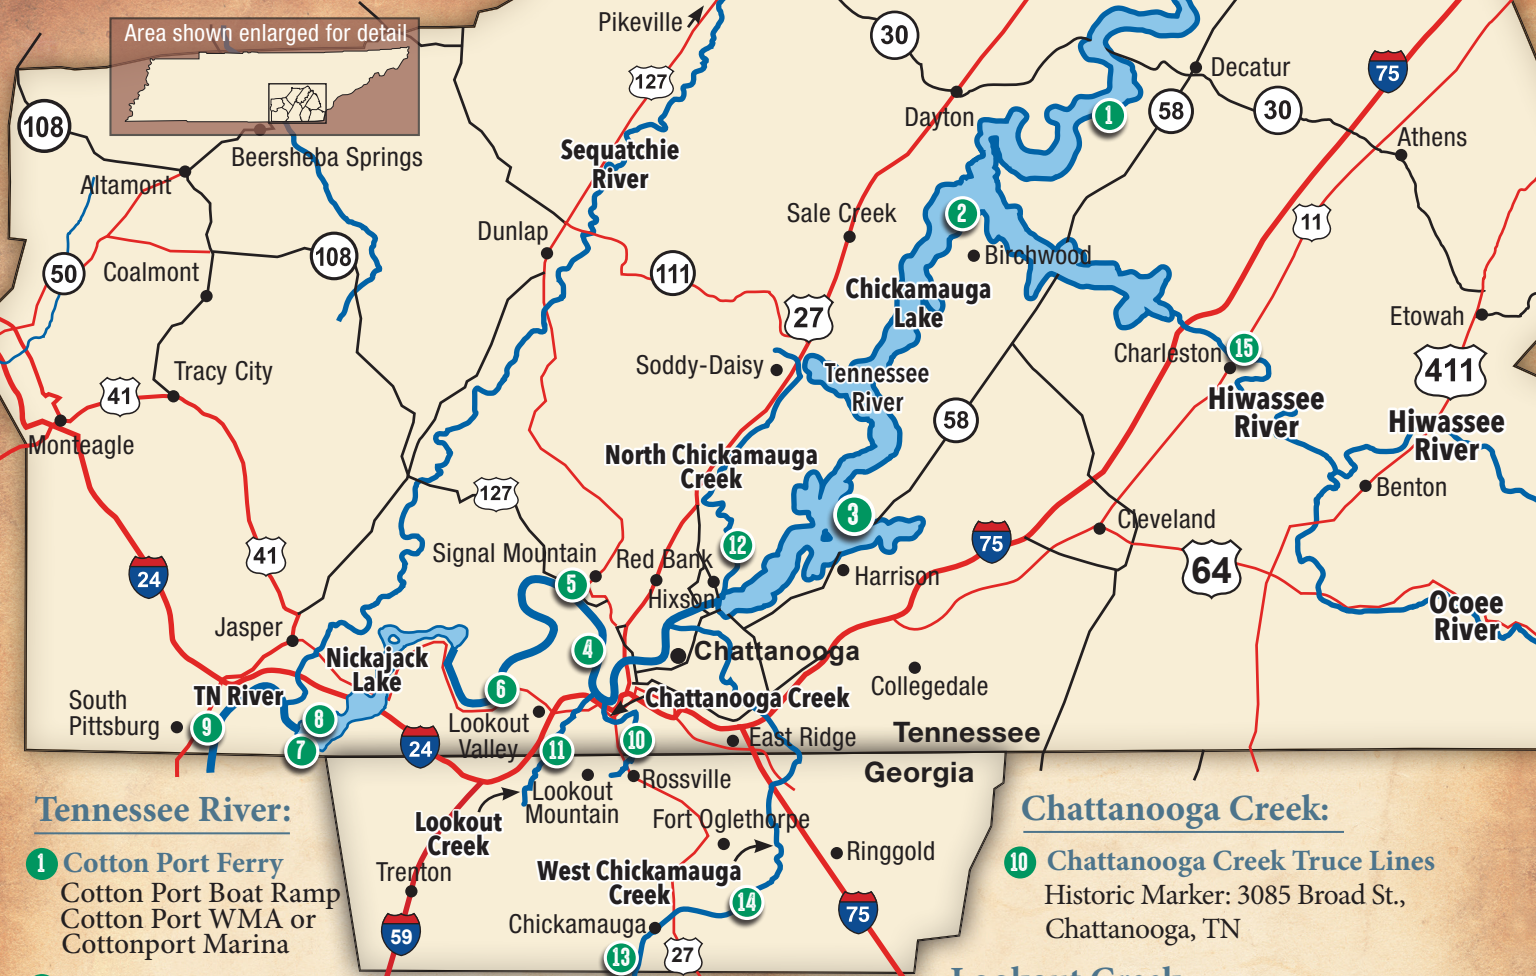 Area shown enlarged for detail
Pikeville
30
127
75
Decatur
108
Dayton
1
58
30
Athens
Beersheba Springs
Sequatchie
River
Altamont
11
Sale Creek
2
Dunlap
108
50
Coalmont
111
Birchwood
Chickamauga
Lake
27
Etowah
Charleston
15
Soddy-Daisy
Tennessee
River
Tracy City
411
41
Hiwassee
River
58
Hiwassee
River
Monteagle
North Chickamauga
Creek
127
Benton
3
Cleveland
12
75
Signal Mountain
Red Bank
41
24
5
Hixson
Harrison
64
Ocoee
River
Jasper
4
Chattanooga
Nickajack
Lake
Collegedale
6
TN River
Chattanooga Creek
South
Pittsburg
9
8
Lookout
Valley
7
24
11
10
East Ridge
Tennessee
Georgia
Rossville
Lookout
Mountain
Fort Oglethorpe
Lookout
Creek
Ringgold
Trenton
West Chickamauga
Creek
14
75
59
Chickamauga
13
27
Tennessee River:
1 Cotton Port Ferry
Cotton Port Boat Ramp
Cotton Port WMA or
Cottonport Marina
Chattanooga Creek:
10 Chattanooga Creek Truce Lines
Historic Marker: 3085 Broad St.,
Chattanooga, TN
Lookout Creek